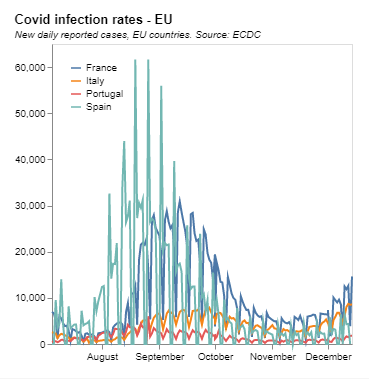 Covid infection rates - EU
New daily reported cases, EU countries. Source: ECDC
60,000
50,000
40,000
30,000
20,000
10,000
0
France
Italy
Portugal
Spain
August September October November December